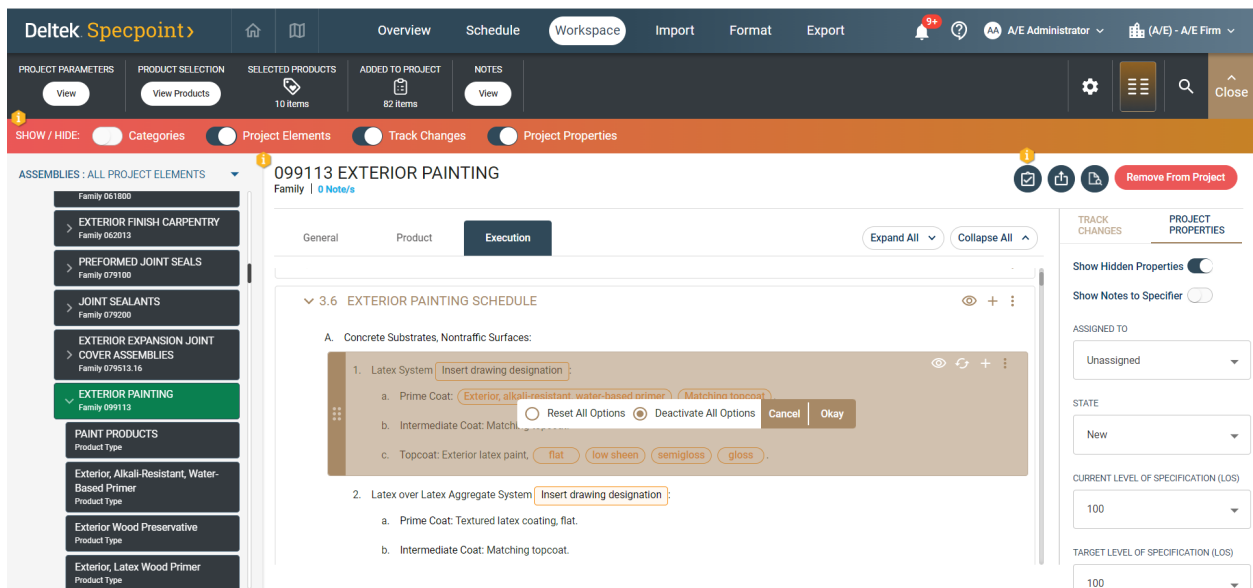 Deltek Specpoint›
Overview Schedule Workspace Import Format Export
9+
AA A/E Administrator
(A/E) - A/E Firm
PROJECT PARAMETERS PRODUCT SELECTION SELECTED PRODUCTS ADDED TO PROJECT NOTES
View View Products 10 items 82 items View
Close
SHOW / HIDE: Categories Project Elements Track Changes Project Properties
ASSEMBLIES : ALL PROJECT ELEMENTS
Family 061800
EXTERIOR FINISH CARPENTRY
Family 062013
PREFORMED JOINT SEALS
Family 079100
JOINT SEALANTS
Family 079200
EXTERIOR EXPANSION JOINT
COVER ASSEMBLIES
Family 079513.16
EXTERIOR PAINTING
Family 099113
PAINT PRODUCTS
Product Type
Exterior, Alkali-Resistant, Water-
Based Primer
Product Type
Exterior Wood Preservative
Product Type
Exterior, Latex Wood Primer
Product Type
099113 EXTERIOR PAINTING
Family | 0 Note/s
Remove From Project
General Product Execution
Expand All Collapse All
3.6 EXTERIOR PAINTING SCHEDULE
A. Concrete Substrates, Nontraffic Surfaces:
1. Latex System Insert drawing designation :
a. Prime Coat: Exterior, alkali-resistant, water-based primer Matching topcoat
Reset All Options Deactivate All Options Cancel Okay
b. Intermediate Coat: Matching topcoat.
c. Topcoat: Exterior latex paint, flat low sheen semigloss gloss .
2. Latex over Latex Aggregate System Insert drawing designation :
a. Prime Coat: Textured latex coating, flat.
b. Intermediate Coat: Matching topcoat.
TRACK CHANGES
PROJECT PROPERTIES
Show Hidden Properties
Show Notes to Specifier
ASSIGNED TO
Unassigned
STATE
New
CURRENT LEVEL OF SPECIFICATION (LOS)
100
TARGET LEVEL OF SPECIFICATION (LOS)
100